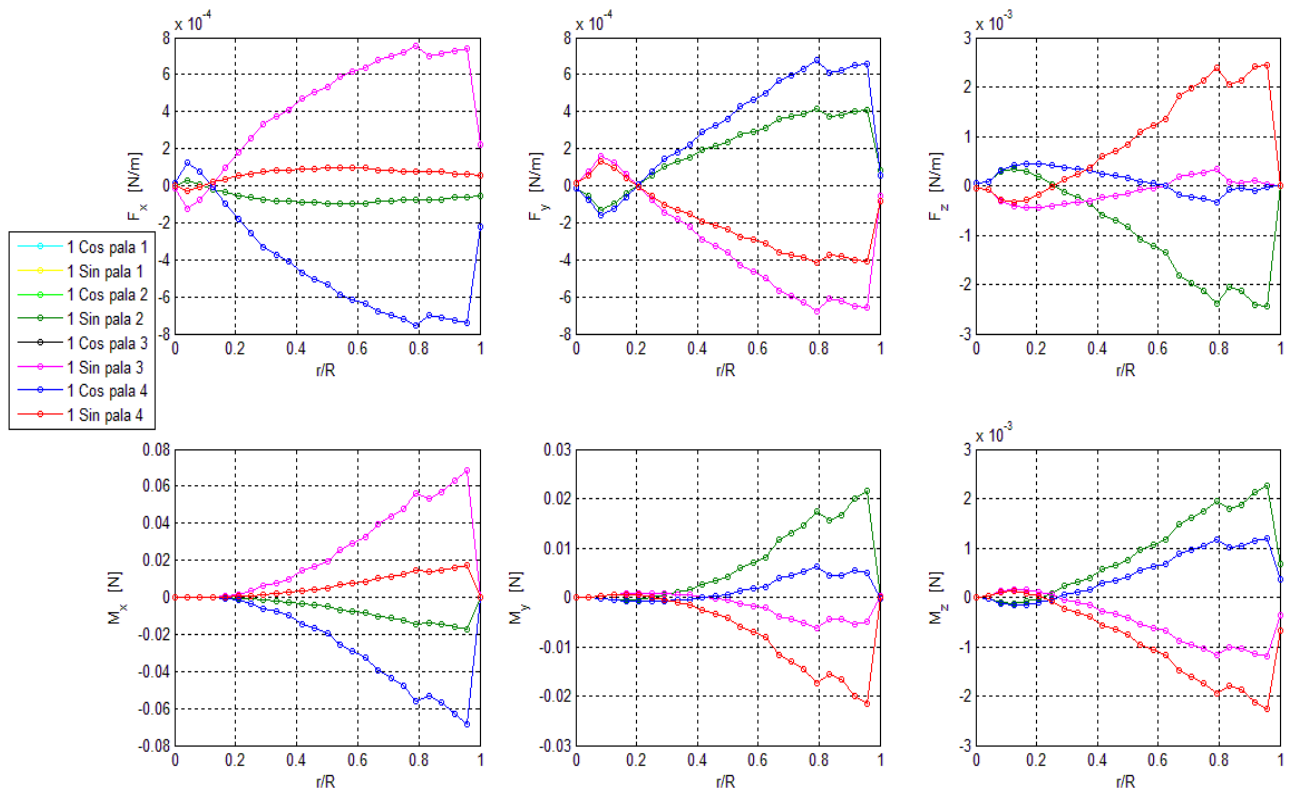 x 10^-4
8
6
4
2
0
-2
-4
-6
-8
F_x [N/m]
0 0.2 0.4 0.6 0.8 1
r/R
x 10^-4
8
6
4
2
0
-2
-4
-6
-8
F_y [N/m]
0 0.2 0.4 0.6 0.8 1
r/R
x 10^-3
3
2
1
0
-1
-2
-3
F_z [N/m]
0 0.2 0.4 0.6 0.8 1
r/R
1 Cos pala 1
1 Sin pala 1
1 Cos pala 2
1 Sin pala 2
1 Cos pala 3
1 Sin pala 3
1 Cos pala 4
1 Sin pala 4
0.08
0.06
0.04
0.02
0
-0.02
-0.04
-0.06
-0.08
M_x [N]
0 0.2 0.4 0.6 0.8 1
r/R
0.03
0.02
0.01
0
-0.01
-0.02
-0.03
M_y [N]
0 0.2 0.4 0.6 0.8 1
r/R
x 10^-3
3
2
1
0
-1
-2
-3
M_z [N]
0 0.2 0.4 0.6 0.8 1
r/R